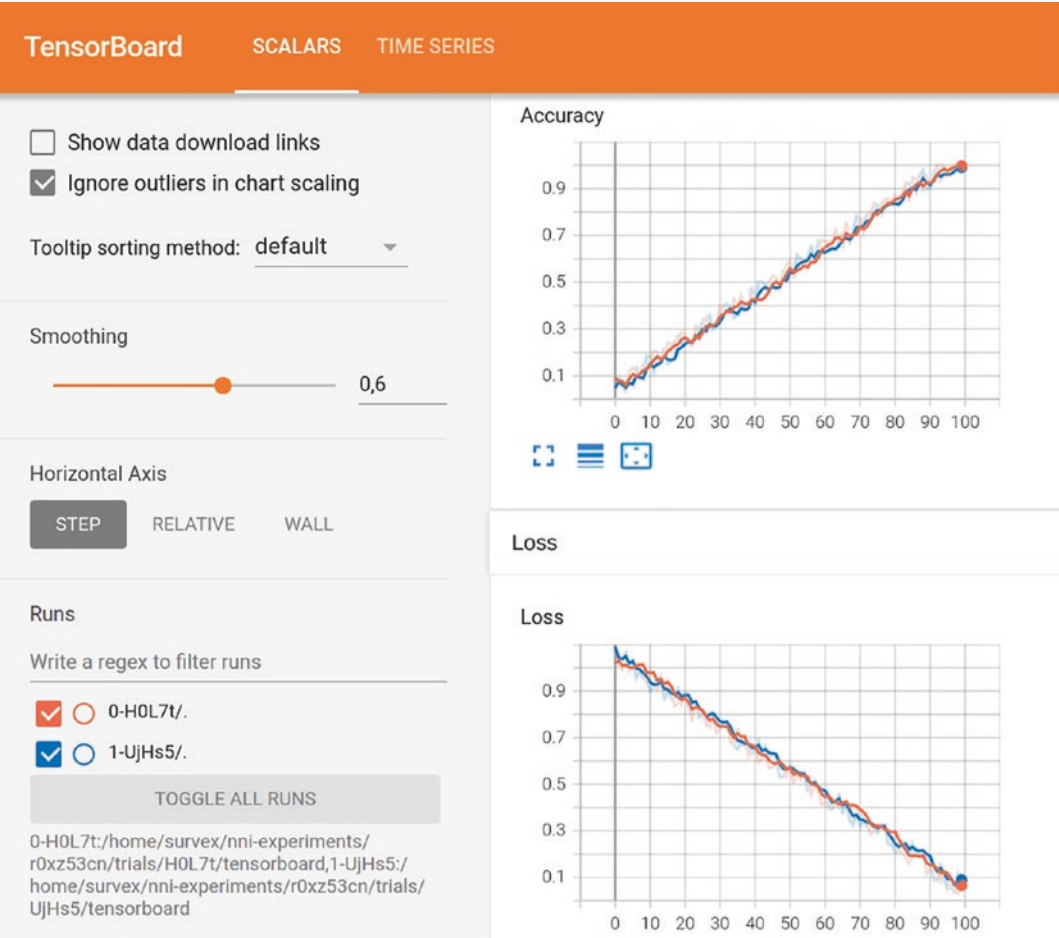 TensorBoard SCALARS TIME SERIES
Show data download links
Ignore outliers in chart scaling
Tooltip sorting method: default
Smoothing
0,6
Horizontal Axis
STEP RELATIVE WALL
Runs
Write a regex to filter runs
0-H0L7t/.
1-UjHs5/.
TOGGLE ALL RUNS
0-H0L7t:/home/survex/nni-experiments/
r0xz53cn/trials/H0L7t/tensorboard,1-UjHs5:/
home/survex/nni-experiments/r0xz53cn/trials/
UjHs5/tensorboard
Accuracy
0.9
0.7
0.5
0.3
0.1
0 10 20 30 40 50 60 70 80 90 100
Loss
Loss
0.9
0.7
0.5
0.3
0.1
0 10 20 30 40 50 60 70 80 90 100